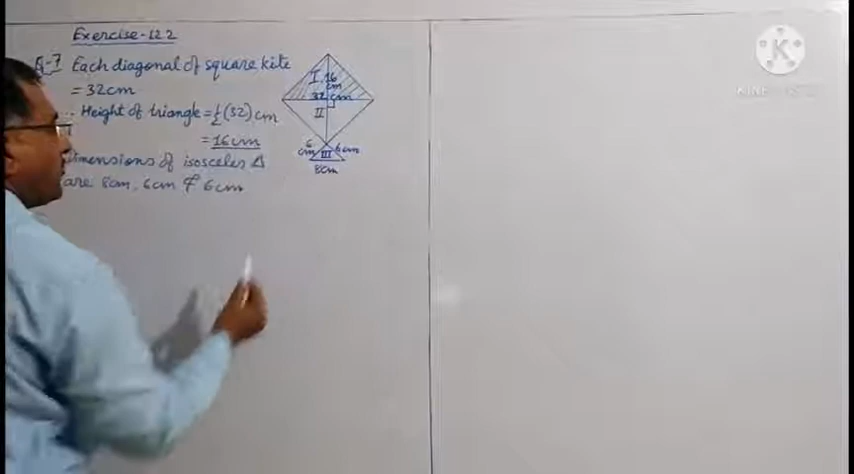 Exercise-12.2
Q-7 Each diagonal of square kite
= 32cm
∴ Height of triangle = 1/2 (32) cm
= 16cm
Dimensions of isosceles Δ
are 8cm, 6cm & 6cm
I 16
cm
32 cm
II
6
cm III 6cm
8cm
K